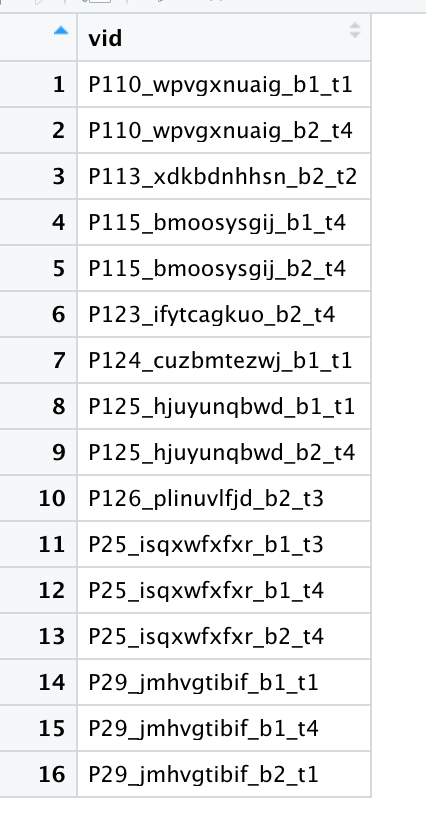 vid
1 P110_wpvgxnuaig_b1_t1
2 P110_wpvgxnuaig_b2_t4
3 P113_xdkbdnhhsn_b2_t2
4 P115_bmoosysgij_b1_t4
5 P115_bmoosysgij_b2_t4
6 P123_ifytcagkuo_b2_t4
7 P124_cuzbmtezwj_b1_t1
8 P125_hjuyunqbwd_b1_t1
9 P125_hjuyunqbwd_b2_t4
10 P126_plinuvlfjd_b2_t3
11 P25_isqxwfxfxr_b1_t3
12 P25_isqxwfxfxr_b1_t4
13 P25_isqxwfxfxr_b2_t4
14 P29_jmhvgtibif_b1_t1
15 P29_jmhvgtibif_b1_t4
16 P29_jmhvgtibif_b2_t1